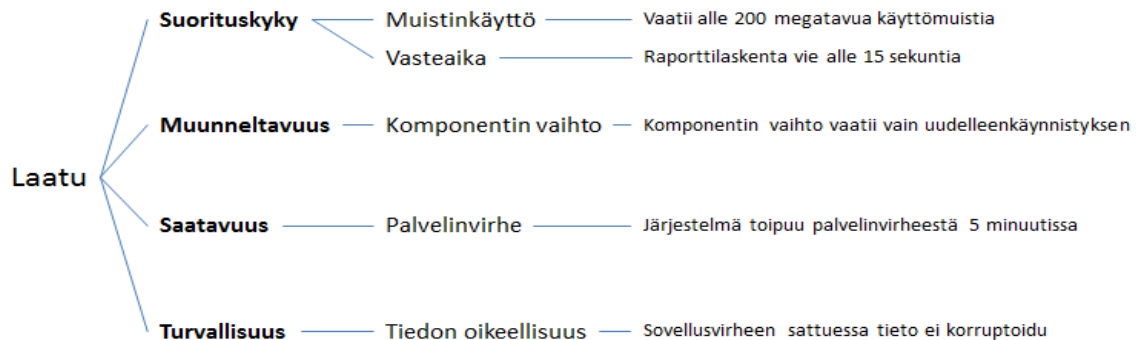 Suorituskyky Muistinkäyttö Vaatii alle 200 megatavua käyttömuistia
Vasteaika Raporttilaskenta vie alle 15 sekuntia
Muunneltavuus Komponentin vaihto Komponentin vaihto vaatii vain uudelleenkäynnistyksen
Laatu
Saatavuus Palvelinvirhe Järjestelmä toipuu palvelinvirheestä 5 minuutissa
Turvallisuus Tiedon oikeellisuus Sovellusvirheen sattuessa tieto ei korruptoidu